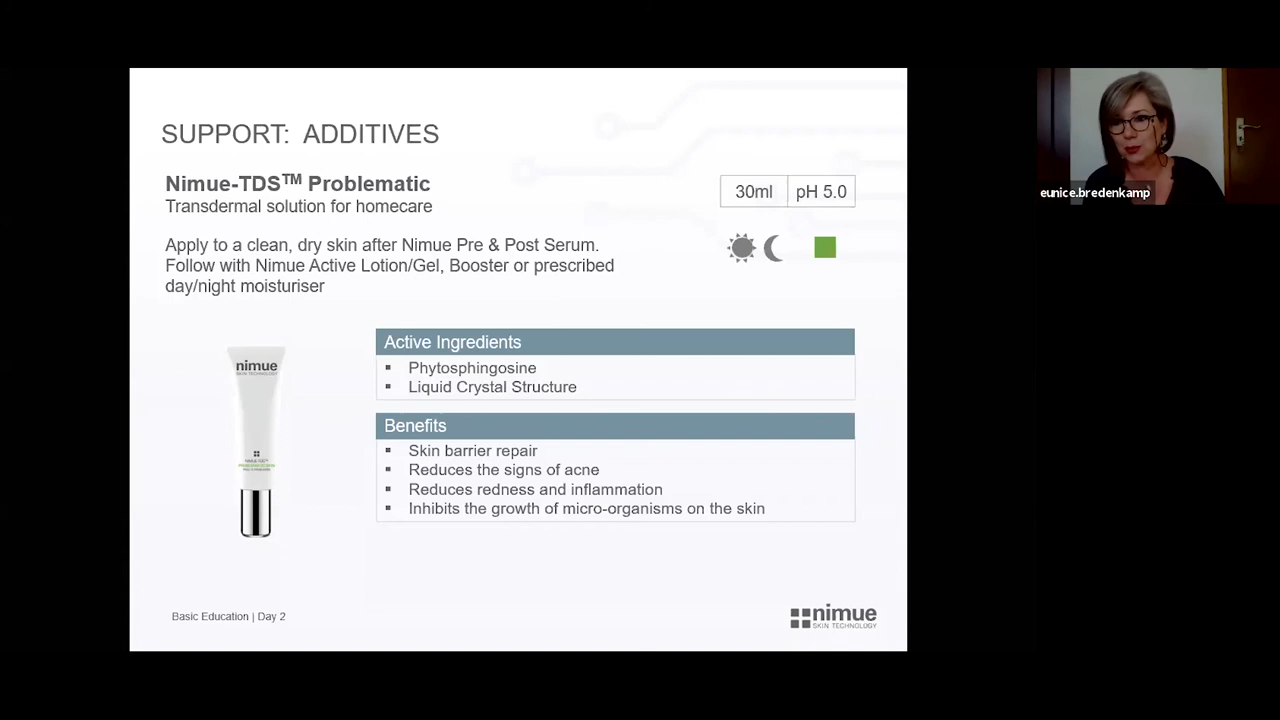 SUPPORT: ADDITIVES
Nimue-TDS™ Problematic
Transdermal solution for homecare
30ml
pH 5.0
Apply to a clean, dry skin after Nimue Pre & Post Serum.
Follow with Nimue Active Lotion/Gel, Booster or prescribed
day/night moisturiser
nimue
SKIN TECHNOLOGY
Active Ingredients
▪ Phytosphingosine
▪ Liquid Crystal Structure
Benefits
▪ Skin barrier repair
▪ Reduces the signs of acne
▪ Reduces redness and inflammation
▪ Inhibits the growth of micro-organisms on the skin
Basic Education | Day 2
nimue
SKIN TECHNOLOGY
eunice.bredenkamp